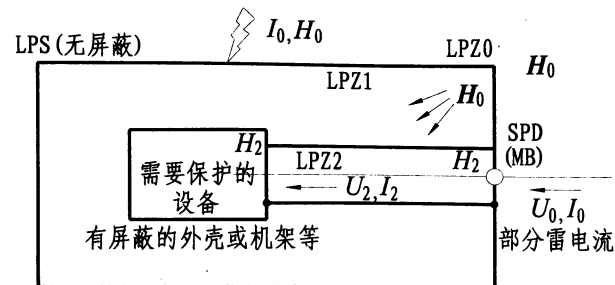 I₀,H₀
LPS(无屏蔽)
LPZ0
H₀
LPZ1
H₀
SPD
(MB)
H₂
LPZ2
H₂
需要保护的
设备
U₂,I₂
U₀,I₀
有屏蔽的外壳或机架等
部分雷电流